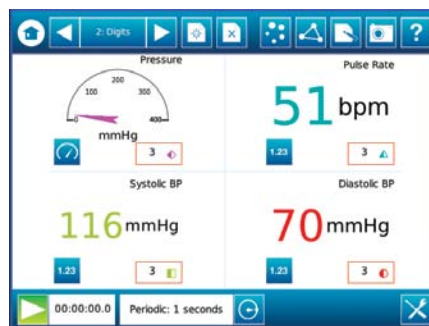 2: Digits
?
Pressure
0
100
200
300
400
mmHg
3
Pulse Rate
51 bpm
1.23
3
Systolic BP
116 mmHg
1.23
3
Diastolic BP
70 mmHg
1.23
3
00:00:00.0
Periodic: 1 seconds